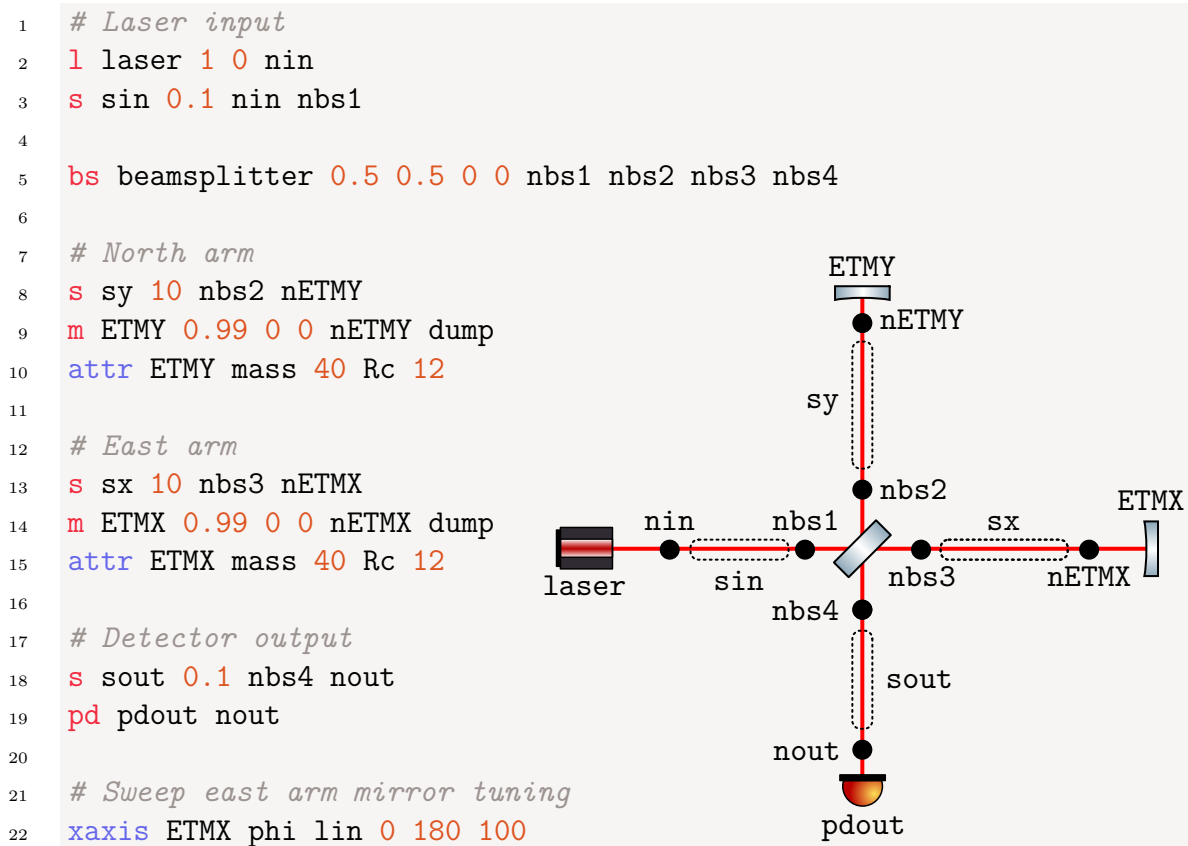 1 # Laser input
2 l laser 1 0 nin
3 s sin 0.1 nin nbs1
4
5 bs beamsplitter 0.5 0.5 0 0 nbs1 nbs2 nbs3 nbs4
6
7 # North arm
8 s sy 10 nbs2 nETMY
9 m ETMY 0.99 0 0 nETMY dump
10 attr ETMY mass 40 Rc 12
11
12 # East arm
13 s sx 10 nbs3 nETMX
14 m ETMX 0.99 0 0 nETMX dump
15 attr ETMX mass 40 Rc 12
16
17 # Detector output
18 s sout 0.1 nbs4 nout
19 pd pdout nout
20
21 # Sweep east arm mirror tuning
22 xaxis ETMX phi lin 0 180 100
ETMY
nETMY
sy
nbs2
ETMX
nin
nbs1
sx
laser
sin
nbs3
nETMX
nbs4
sout
nout
pdout